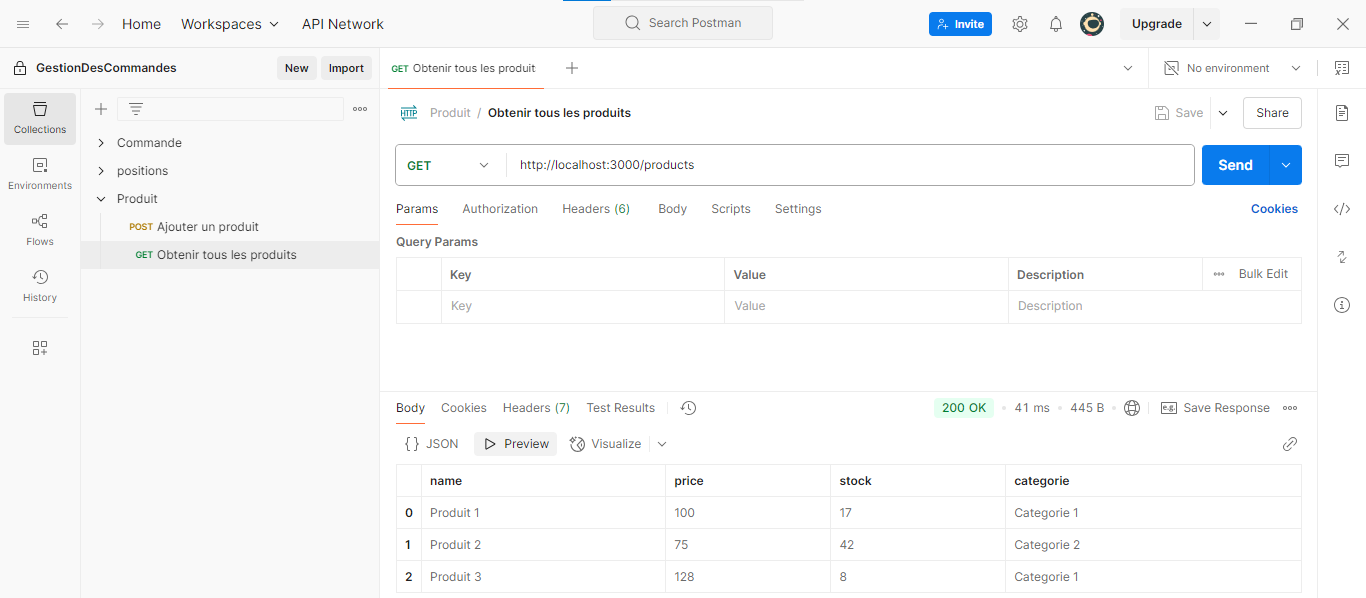 Home Workspaces API Network Search Postman Invite Upgrade
GestionDesCommandes New Import GET Obtenir tous les produit No environment
Collections
Environments
Flows
History
Commande
positions
Produit
POST Ajouter un produit
GET Obtenir tous les produits
HTTP Produit / Obtenir tous les produits Save Share
GET http://localhost:3000/products Send
Params Authorization Headers (6) Body Scripts Settings Cookies
Query Params
Key Value Description Bulk Edit
Key Value Description
Body Cookies Headers (7) Test Results 200 OK 41 ms 445 B e.g. Save Response
{} JSON Preview Visualize
name price stock categorie
0 Produit 1 100 17 Categorie 1
1 Produit 2 75 42 Categorie 2
2 Produit 3 128 8 Categorie 1